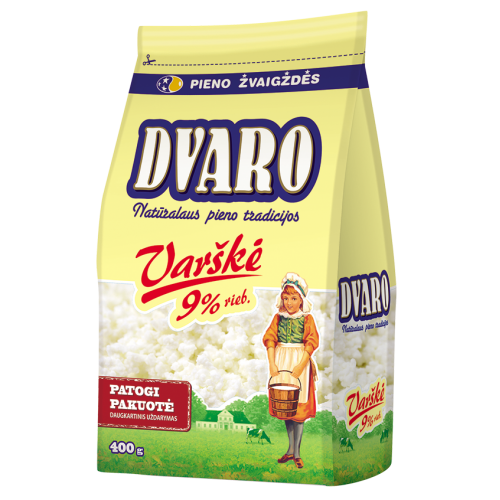 PIENO ŽVAIGŽDĖS
DVARO
Natūralaus pieno tradicijos
Varškė
9% rieb.
PATOGI
PAKUOTĖ
DAUGKARTINIS UŽDARYMAS
400g
DVARO
Natūralaus pieno tradicijos
Varškė
9% rieb.